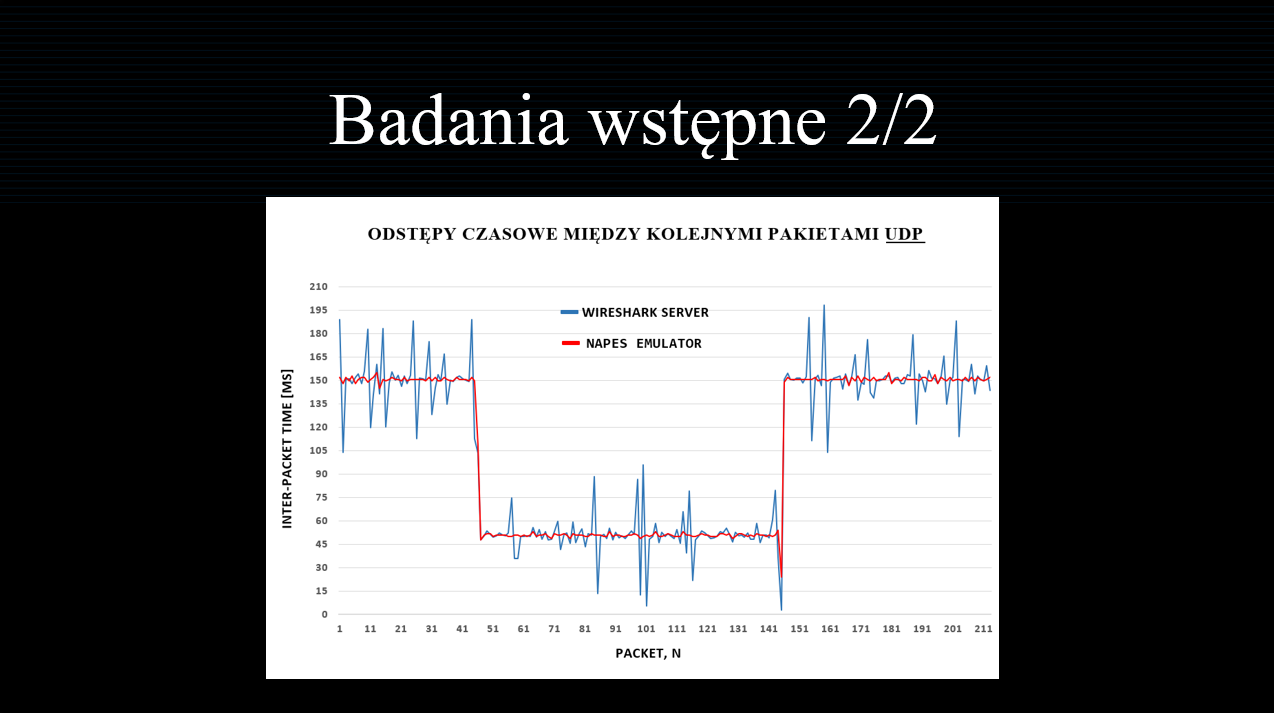 Badania wstępne 2/2
ODSTĘPY CZASOWE MIĘDZY KOLEJNYMI PAKIETAMI UDP
WIRESHARK SERVER
NAPES EMULATOR
INTER-PACKET TIME [MS]
210
195
180
165
150
135
120
105
90
75
60
45
30
15
0
1 11 21 31 41 51 61 71 81 91 101 111 121 131 141 151 161 171 181 191 201 211
PACKET, N